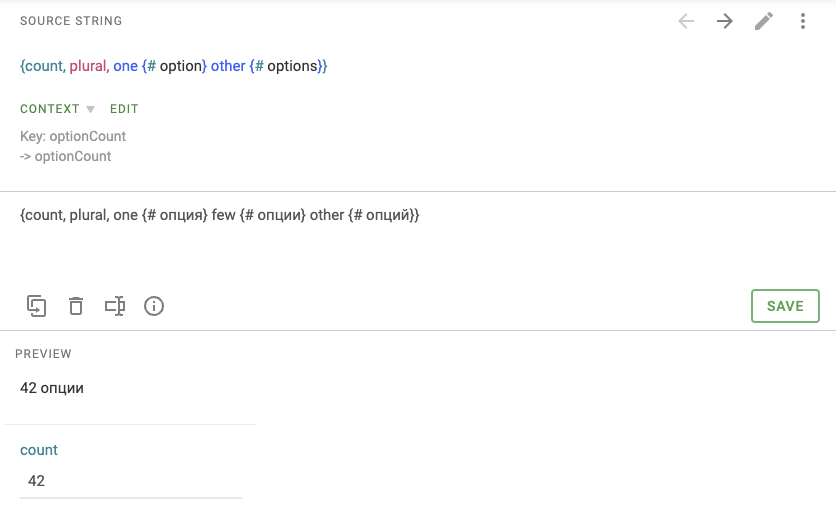 SOURCE STRING
{count, plural, one {# option} other {# options}}
CONTEXT EDIT
Key: optionCount
-> optionCount
{count, plural, one {# опция} few {# опции} other {# опций}}
SAVE
PREVIEW
42 опции
count
42